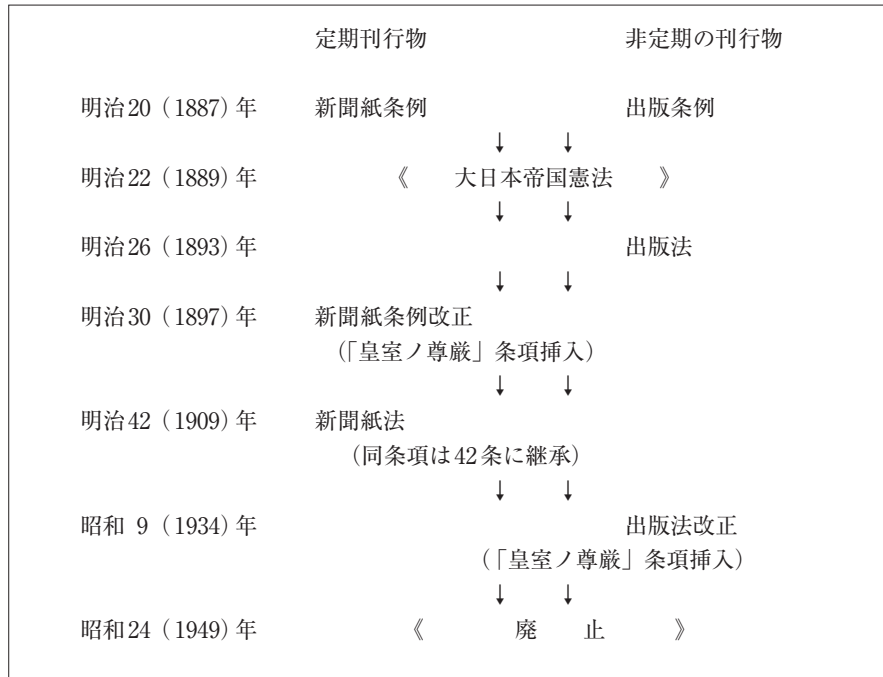 定期刊行物 非定期の刊行物
明治20（1887）年 新聞紙条例 出版条例
↓ ↓
明治22（1889）年 《 大日本帝国憲法 》
↓ ↓
明治26（1893）年 出版法
↓ ↓
明治30（1897）年 新聞紙条例改正
（「皇室ノ尊厳」条項挿入）
↓ ↓
明治42（1909）年 新聞紙法
（同条項は42条に継承）
↓ ↓
昭和 9（1934）年 出版法改正
（「皇室ノ尊厳」条項挿入）
↓ ↓
昭和24（1949）年 《 廃 止 》